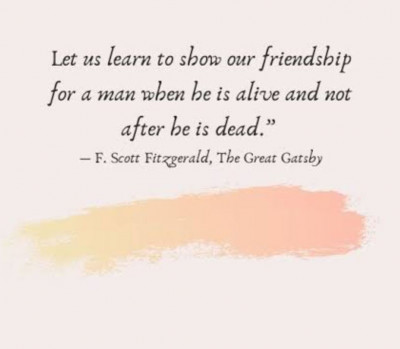 Let us learn to show our friendship
for a man when he is alive and not
after he is dead.”
— F. Scott Fitzgerald, The Great Gatsby